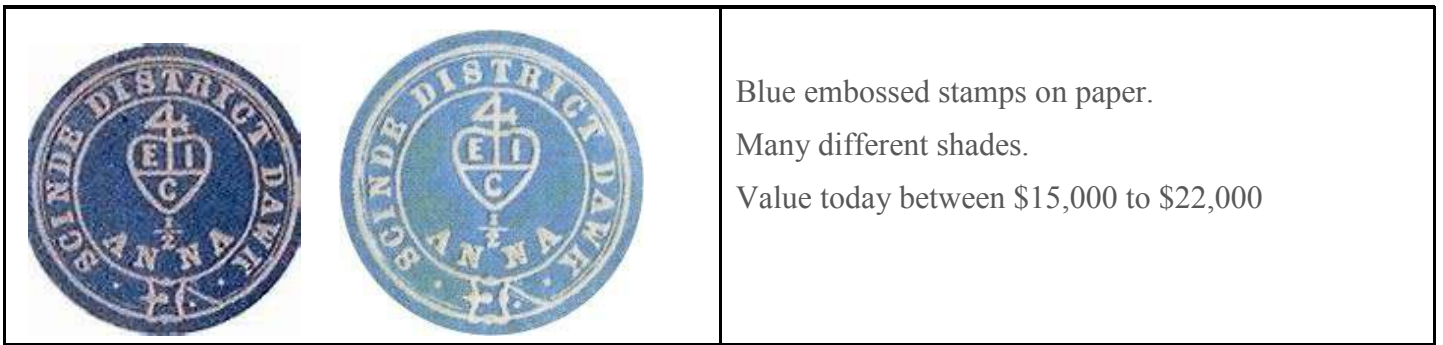 SCINDE DISTRICT DAWK
4
E I
C
1/2
ANNA
SCINDE DISTRICT DAWK
4
E I
C
1/2
ANNA
Blue embossed stamps on paper.
Many different shades.
Value today between $15,000 to $22,000